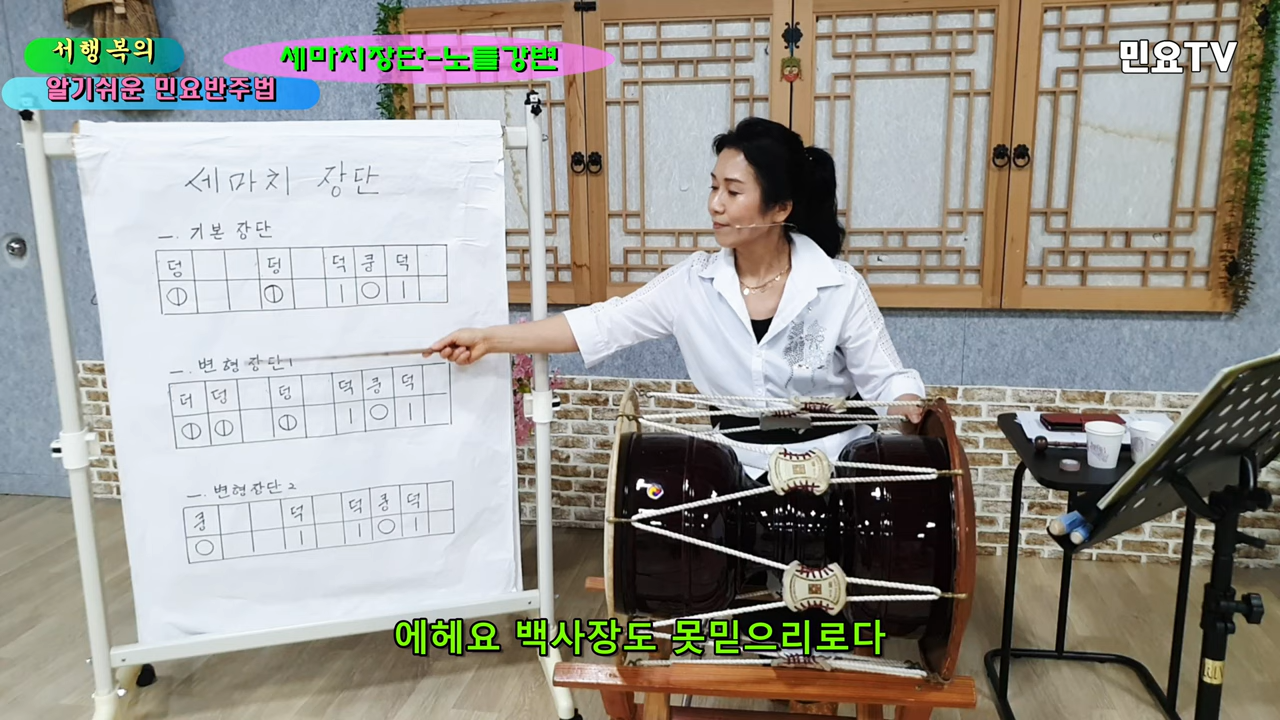 서행복의
알기쉬운 민요반주법
세마치장단-노들강변
민요TV
세마치 장단
一. 기본 장단
덩 덩 덕 쿵 덕
一. 변형장단1
더 덩 덩 덕 쿵 덕
一. 변형장단2
쿵 덕 덕 쿵 덕
에헤요 백사장도 못믿으리로다